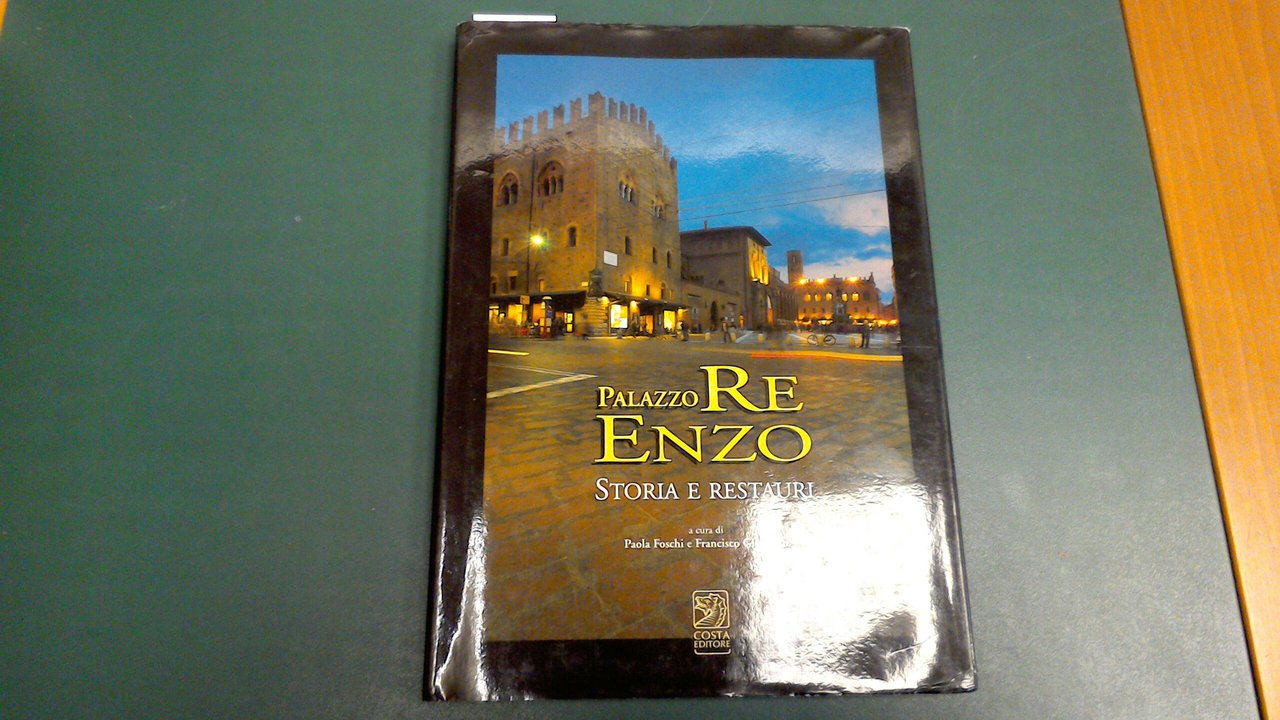 PALAZZO RE
ENZO
STORIA E RESTAURI
a cura di
Paola Foschi e Francisco
COSTA
EDITORE